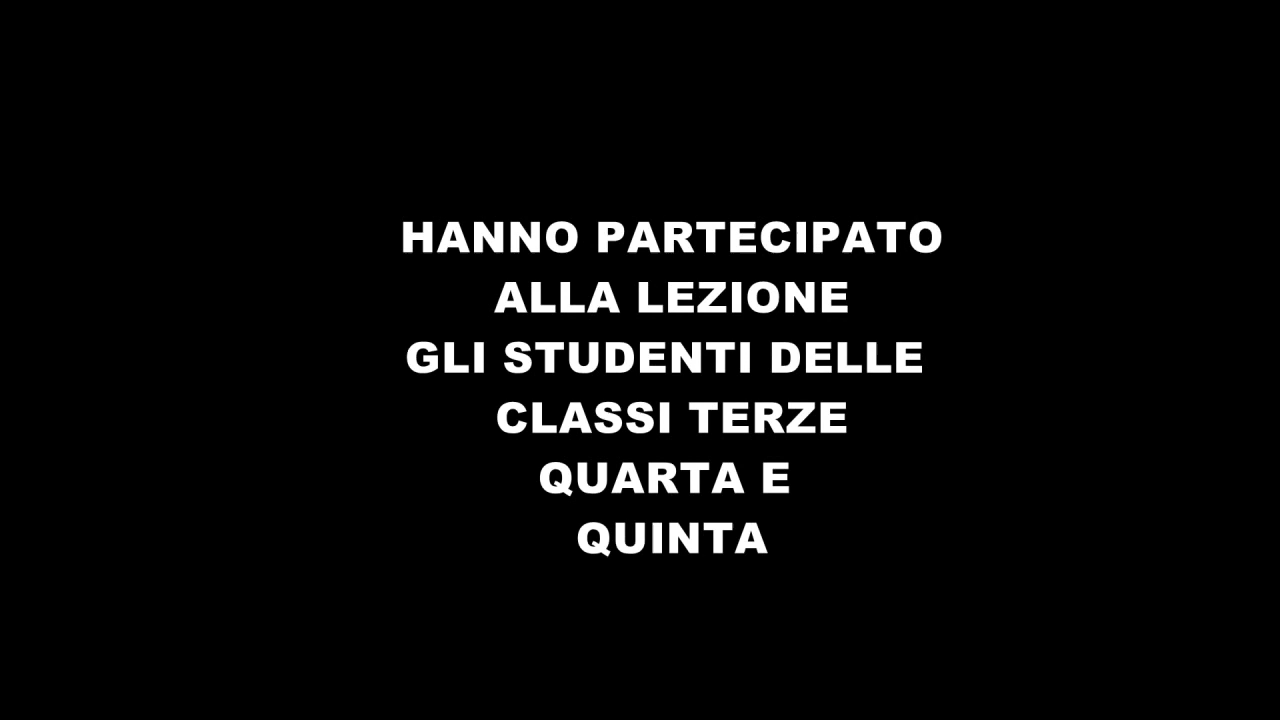 HANNO PARTECIPATO
ALLA LEZIONE
GLI STUDENTI DELLE
CLASSI TERZE
QUARTA E
QUINTA